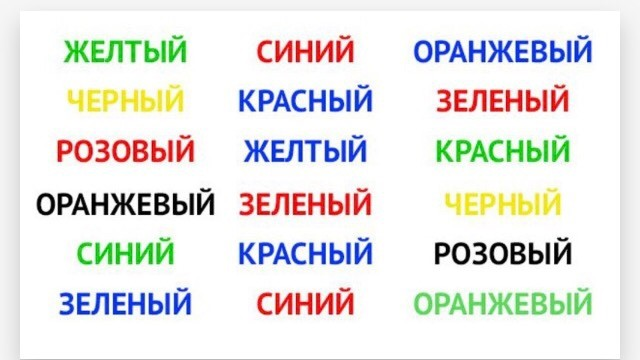 ЖЕЛТЫЙ СИНИЙ ОРАНЖЕВЫЙ
ЧЕРНЫЙ КРАСНЫЙ ЗЕЛЕНЫЙ
РОЗОВЫЙ ЖЕЛТЫЙ КРАСНЫЙ
ОРАНЖЕВЫЙ ЗЕЛЕНЫЙ ЧЕРНЫЙ
СИНИЙ КРАСНЫЙ РОЗОВЫЙ
ЗЕЛЕНЫЙ СИНИЙ ОРАНЖЕВЫЙ